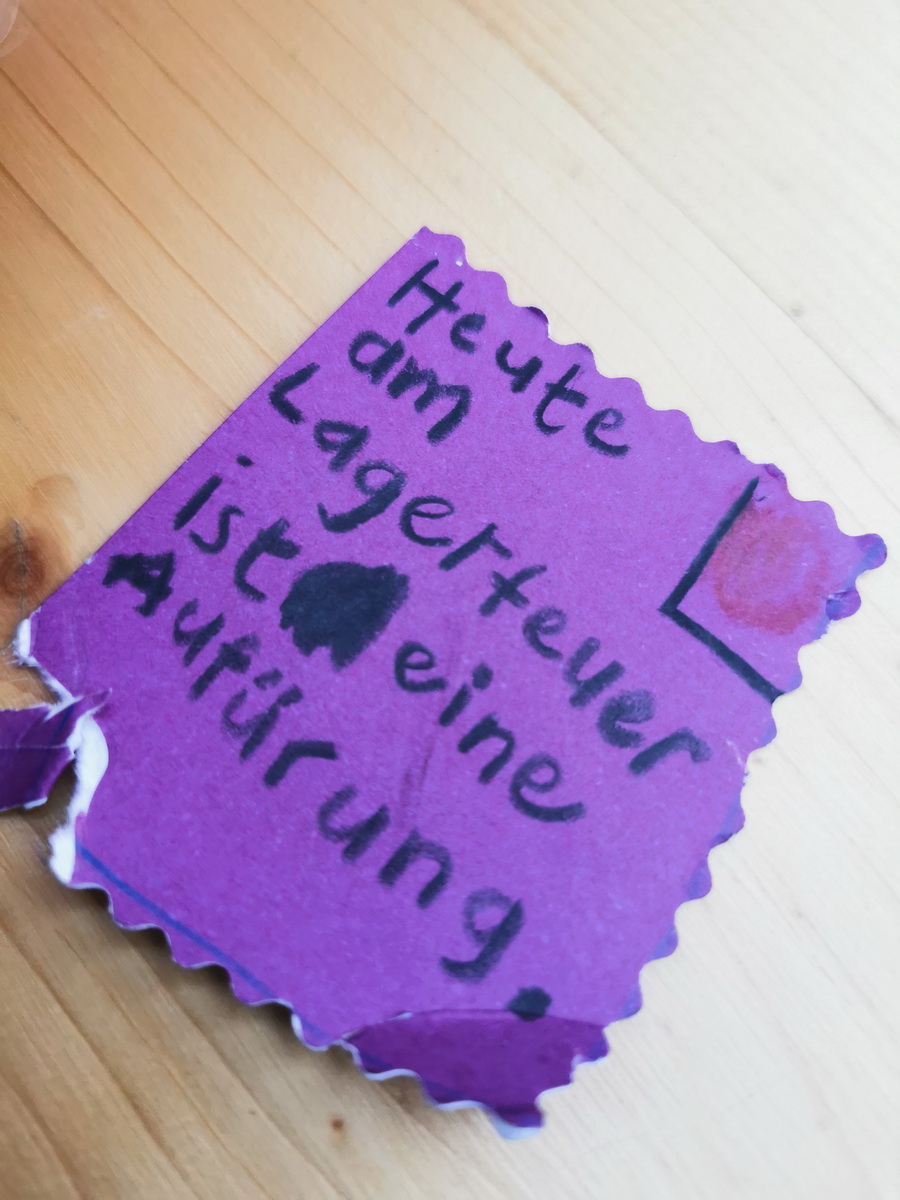 Heute
am
Lagerfeuer
ist eine
Aufürung.